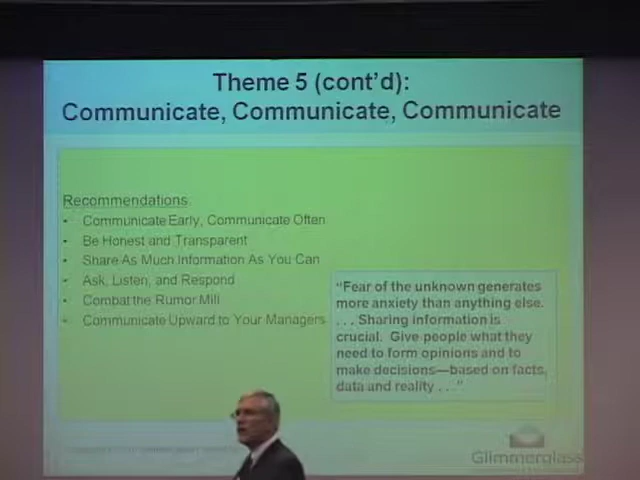 Theme 5 (cont'd):
Communicate, Communicate, Communicate
Recommendations
• Communicate Early, Communicate Often
• Be Honest and Transparent
• Share As Much Information As You Can
• Ask, Listen, and Respond
• Combat the Rumor Mill
• Communicate Upward to Your Managers
"Fear of the unknown generates
more anxiety than anything else.
. . . Sharing information is
crucial. Give people what they
need to form opinions and to
make decisions—based on facts,
data and reality . . ."
Glimmerglass